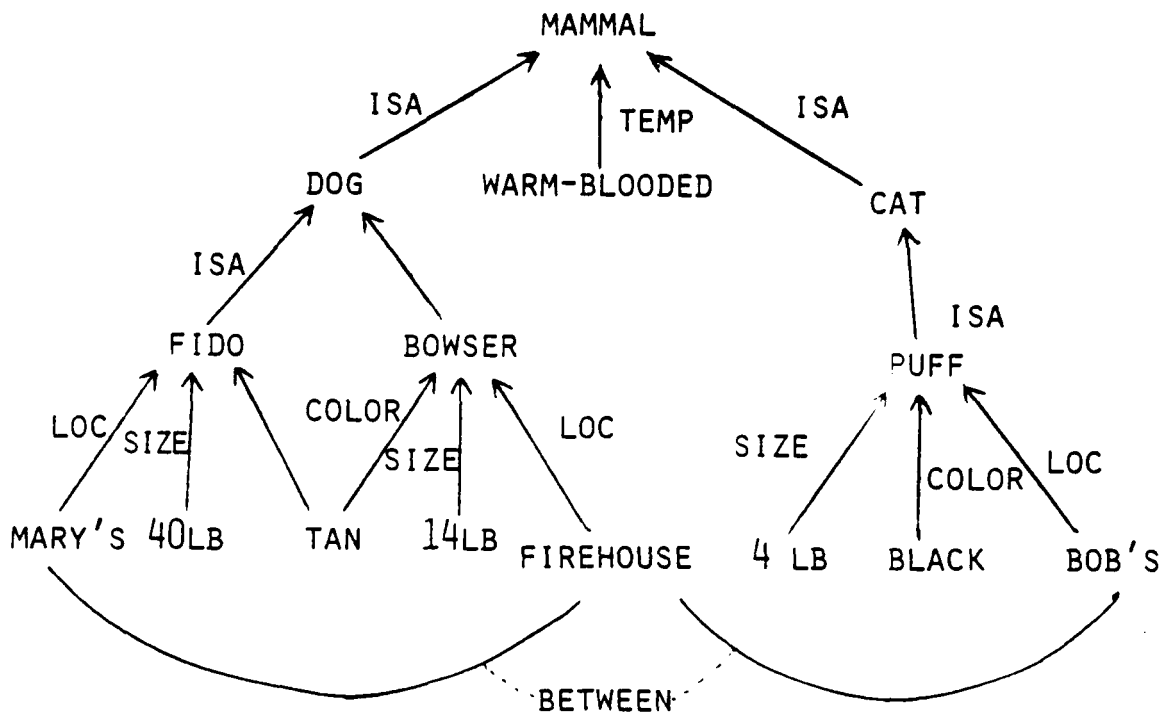 MAMMAL
ISA TEMP ISA
DOG WARM-BLOODED CAT
ISA ISA
FIDO BOWSER PUFF
LOC SIZE COLOR SIZE LOC SIZE COLOR LOC
MARY'S 40LB TAN 14LB FIREHOUSE 4 LB BLACK BOB'S
BETWEEN